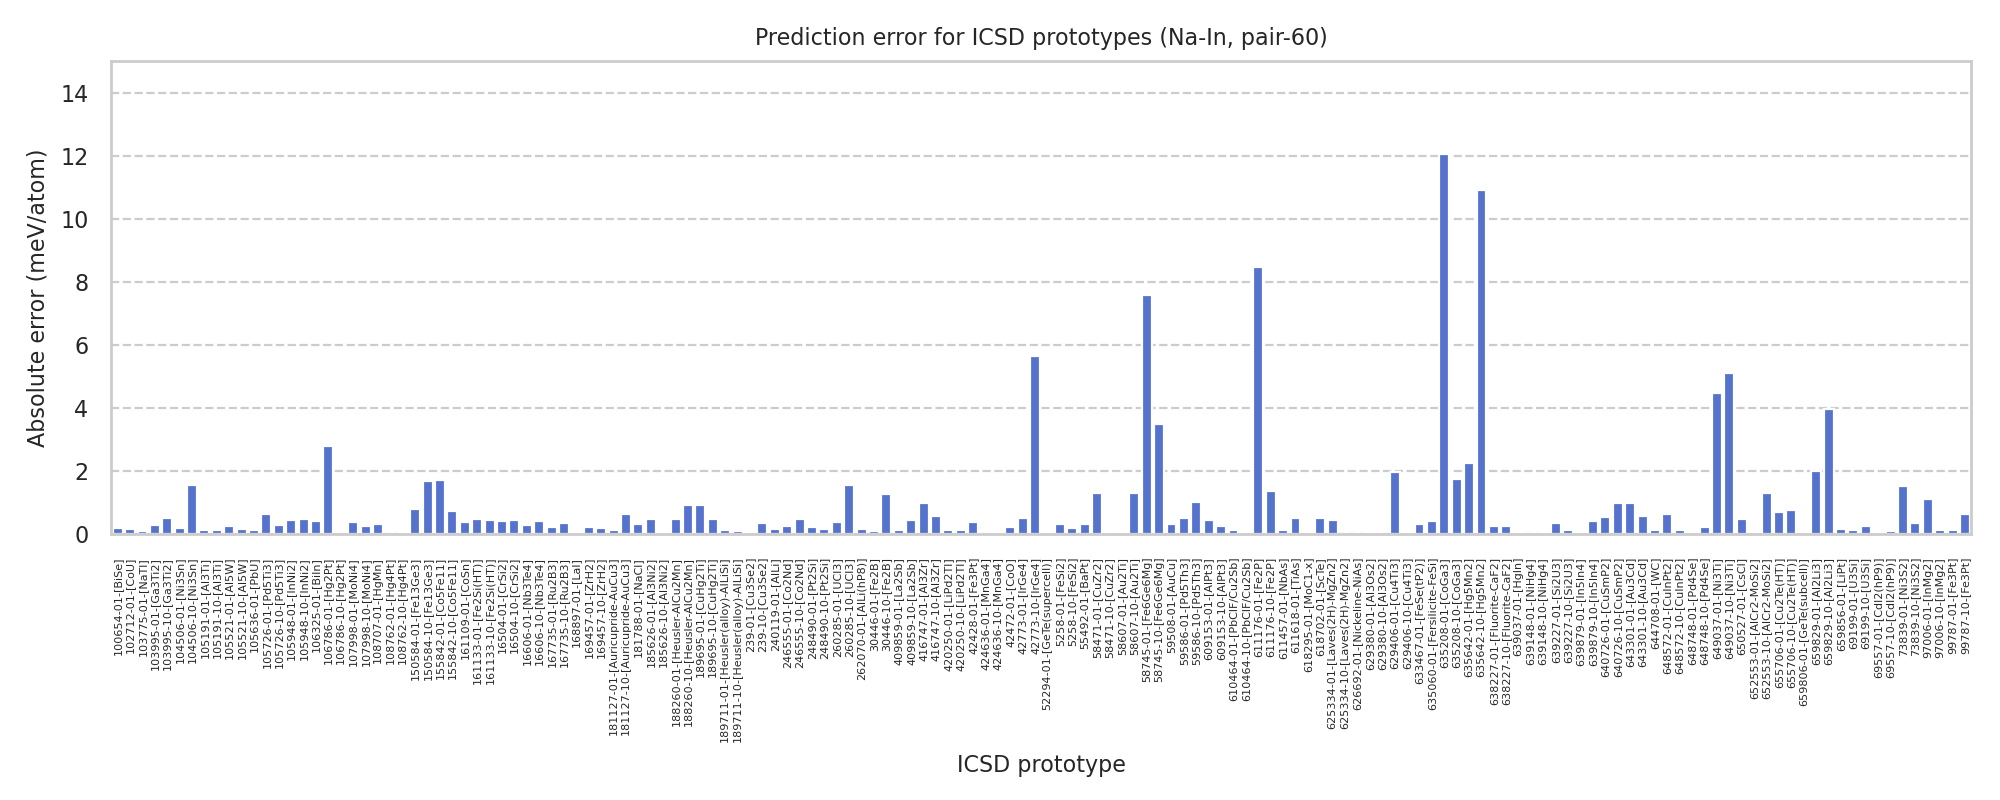 Prediction error for ICSD prototypes (Na-In, pair-60)
Absolute error (meV/atom)
14
12
10
8
6
4
2
0
100654-01-[BiSe]
102712-01-[CoU]
103775-01-[NaTl]
103995-01-[Ga3Ti2]
103995-10-[Ga3Ti2]
104506-01-[Ni3Sn]
104506-10-[Ni3Sn]
105191-01-[Al3Ti]
105191-10-[Al3Ti]
105521-01-[Al5W]
105521-10-[Al5W]
105636-01-[PbU]
105726-01-[Pd5Ti3]
105726-10-[Pd5Ti3]
105948-01-[InNi2]
105948-10-[InNi2]
106325-01-[BiIn]
106786-01-[Hg2Pt]
106786-10-[Hg2Pt]
107998-01-[MoNi4]
107998-10-[MoNi4]
108707-01-[HgMn]
108762-01-[Hg4Pt]
108762-10-[Hg4Pt]
150584-01-[Fe13Ge3]
150584-10-[Fe13Ge3]
155842-01-[Co5Fe11]
155842-10-[Co5Fe11]
161109-01-[CoSn]
161133-01-[Fe2Si(HT)]
161133-10-[Fe2Si(HT)]
16504-01-[CrSi2]
16504-10-[CrSi2]
16606-01-[Nb3Te4]
16606-10-[Nb3Te4]
167735-01-[Ru2B3]
167735-10-[Ru2B3]
168897-01-[LaI]
169457-01-[ZrH2]
169457-10-[ZrH2]
181127-01-[Auricupride-AuCu3]
181127-10-[Auricupride-AuCu3]
181788-01-[NaCl]
185626-01-[Al3Ni2]
185626-10-[Al3Ni2]
188260-01-[Heusler-AlCu2Mn]
188260-10-[Heusler-AlCu2Mn]
189695-01-[CuHg2Ti]
189695-10-[CuHg2Ti]
189711-01-[Heusler(alloy)-AlLiSi]
189711-10-[Heusler(alloy)-AlLiSi]
239-01-[Cu3Se2]
239-10-[Cu3Se2]
240119-01-[AlLi]
246555-01-[Co2Nd]
246555-10-[Co2Nd]
248490-01-[Pt2Si]
248490-10-[Pt2Si]
260285-01-[UCl3]
260285-10-[UCl3]
262070-01-[AlLi(hP8)]
30446-01-[Fe2B]
30446-10-[Fe2B]
409859-01-[La2Sb]
409859-10-[La2Sb]
416747-01-[Al3Zr]
416747-10-[Al3Zr]
420250-01-[LiPd2Tl]
420250-10-[LiPd2Tl]
42428-01-[Fe3Pt]
424636-01-[MnGa4]
424636-10-[MnGa4]
42472-01-[CoO]
42773-01-[IrGe4]
42773-10-[IrGe4]
52294-01-[GeTe(supercell)]
5258-01-[FeSi2]
5258-10-[FeSi2]
55492-01-[BaPt]
58471-01-[CuZr2]
58471-10-[CuZr2]
58607-01-[Au2Ti]
58607-10-[Au2Ti]
58745-01-[Fe6Ge6Mg]
58745-10-[Fe6Ge6Mg]
59508-01-[AuCu]
59586-01-[Pd5Th3]
59586-10-[Pd5Th3]
609153-01-[AlPt3]
609153-10-[AlPt3]
610464-01-[PbClF/Cu2Sb]
610464-10-[PbClF/Cu2Sb]
611176-01-[Fe2P]
611176-10-[Fe2P]
611457-01-[NbAs]
611618-01-[TiAs]
618295-01-[MoC1-x]
618702-01-[ScTe]
625334-01-[Laves(2H)-MgZn2]
625334-10-[Laves(2H)-MgZn2]
626692-01-[Nickeline-NiAs]
629380-01-[Al3Os2]
629380-10-[Al3Os2]
629406-01-[Cu4Ti3]
629406-10-[Cu4Ti3]
633467-01-[FeSe(tP2)]
635060-01-[Fersilicite-FeSi]
635208-01-[CoGa3]
635208-10-[CoGa3]
635642-01-[Hg5Mn2]
635642-10-[Hg5Mn2]
638227-01-[Fluorite-CaF2]
638227-10-[Fluorite-CaF2]
639037-01-[HgIn]
639148-01-[NiHg4]
639148-10-[NiHg4]
639227-01-[Si2U3]
639227-10-[Si2U3]
639879-01-[In5In4]
639879-10-[In5In4]
640726-01-[CuSmP2]
640726-10-[CuSmP2]
643301-01-[Au3Cd]
643301-10-[Au3Cd]
644708-01-[WC]
648572-01-[CuInPt2]
648572-10-[CuInPt2]
648748-01-[Pd4Se]
648748-10-[Pd4Se]
649037-01-[Ni3Ti]
649037-10-[Ni3Ti]
650527-01-[CsCl]
652553-01-[AlCr2-MoSi2]
652553-10-[AlCr2-MoSi2]
655706-01-[Cu2Te(HT)]
655706-10-[Cu2Te(HT)]
659806-01-[GeTe(subcell)]
659829-01-[Al2Li3]
659829-10-[Al2Li3]
659856-01-[LiPt]
69199-01-[U3Si]
69199-10-[U3Si]
69557-01-[CdI2(hP9)]
69557-10-[CdI2(hP9)]
73839-01-[Ni3S2]
73839-10-[Ni3S2]
97006-01-[InMg2]
97006-10-[InMg2]
99787-01-[Fe3Pt]
99787-10-[Fe3Pt]
ICSD prototype